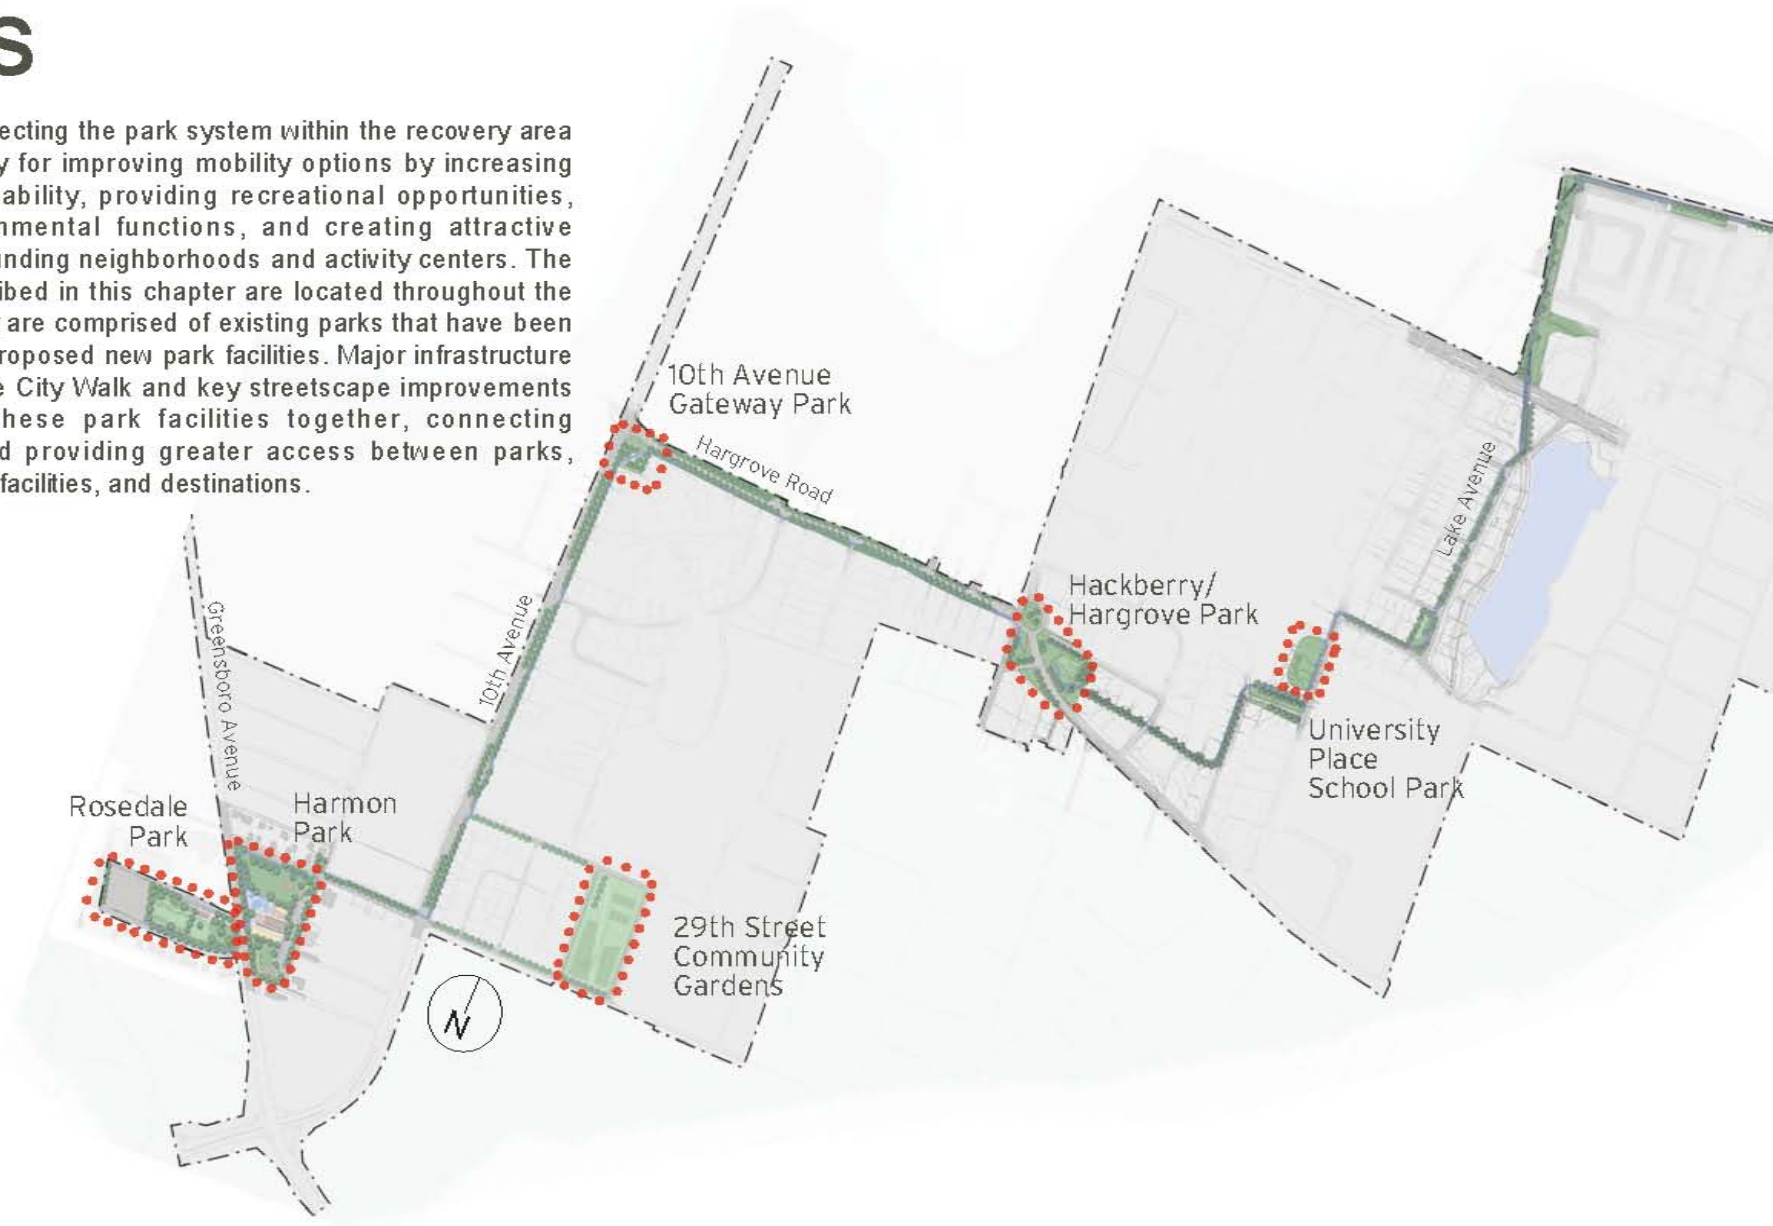 s
ecting the park system within the recovery area
y for improving mobility options by increasing
ability, providing recreational opportunities,
nmental functions, and creating attractive
unding neighborhoods and activity centers. The
ibed in this chapter are located throughout the
are comprised of existing parks that have been
roposed new park facilities. Major infrastructure
e City Walk and key streetscape improvements
hese park facilities together, connecting
d providing greater access between parks,
facilities, and destinations.
10th Avenue
Gateway Park
Hargrove Road
Lake Avenue
Hackberry/
Hargrove Park
10th Avenue
Greensboro Avenue
University
Place
School Park
Rosedale
Park
Harmon
Park
29th Street
Community
Gardens
N